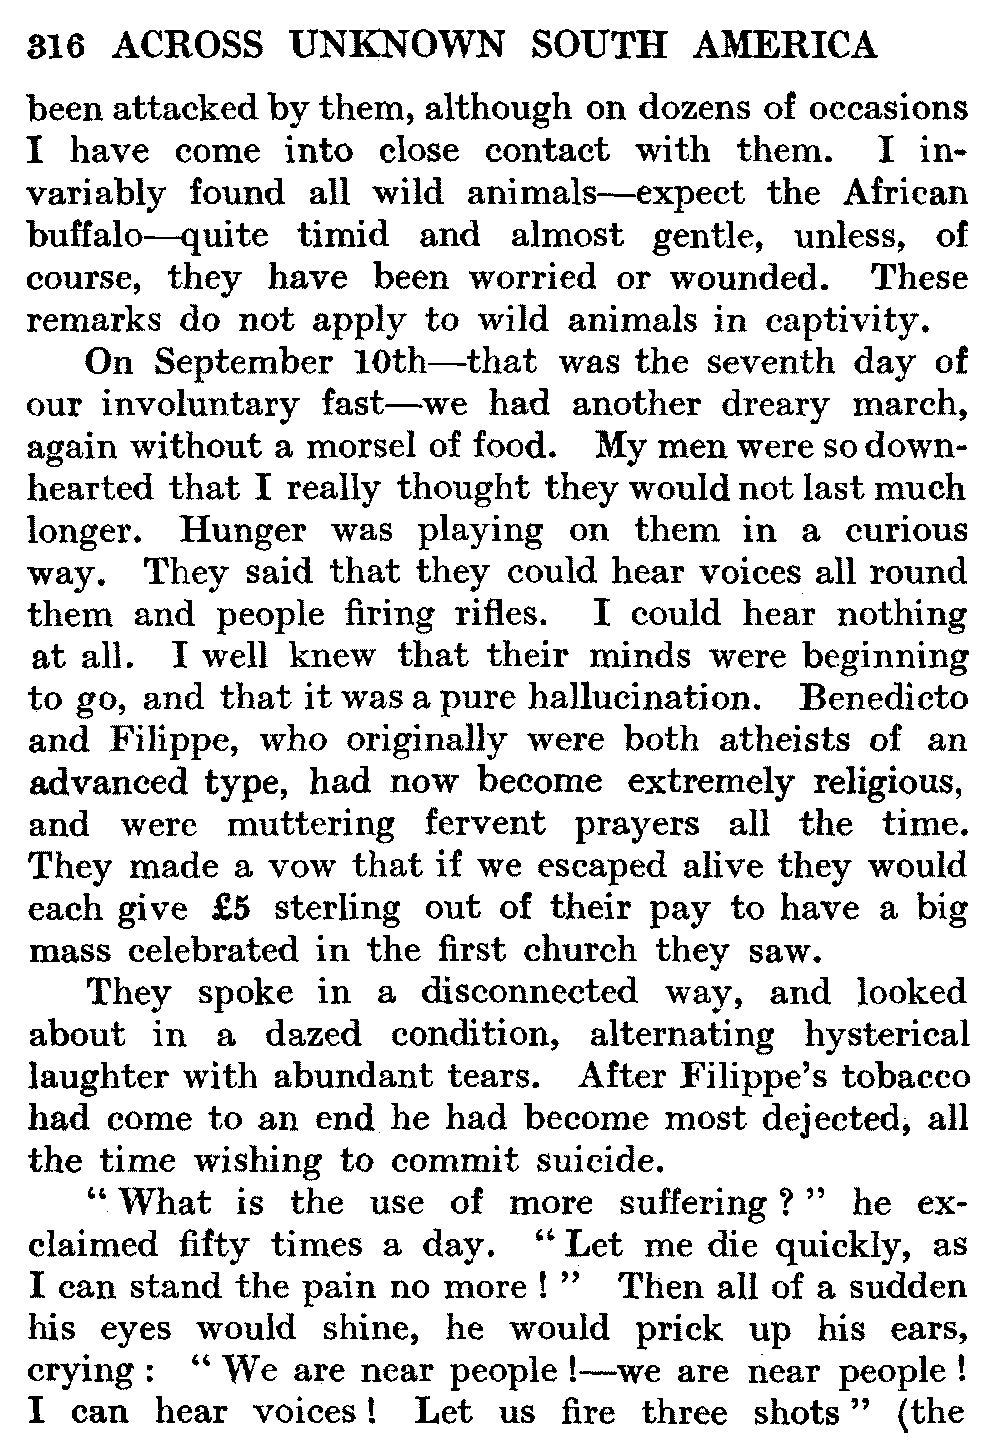 316 ACROSS UNKNOWN SOUTH AMERICA
been attacked by them, although on dozens of occasions
I have come into close contact with them. I in-
variably found all wild animals—expect the African
buffalo—quite timid and almost gentle, unless, of
course, they have been worried or wounded. These
remarks do not apply to wild animals in captivity.
On September 10th—that was the seventh day of
our involuntary fast—we had another dreary march,
again without a morsel of food. My men were so down-
hearted that I really thought they would not last much
longer. Hunger was playing on them in a curious
way. They said that they could hear voices all round
them and people firing rifles. I could hear nothing
at all. I well knew that their minds were beginning
to go, and that it was a pure hallucination. Benedicto
and Filippe, who originally were both atheists of an
advanced type, had now become extremely religious,
and were muttering fervent prayers all the time.
They made a vow that if we escaped alive they would
each give £5 sterling out of their pay to have a big
mass celebrated in the first church they saw.
They spoke in a disconnected way, and looked
about in a dazed condition, alternating hysterical
laughter with abundant tears. After Filippe's tobacco
had come to an end he had become most dejected, all
the time wishing to commit suicide.
“ What is the use of more suffering ? ” he ex-
claimed fifty times a day. “ Let me die quickly, as
I can stand the pain no more ! ” Then all of a sudden
his eyes would shine, he would prick up his ears,
crying : “ We are near people !—we are near people !
I can hear voices ! Let us fire three shots ” (the